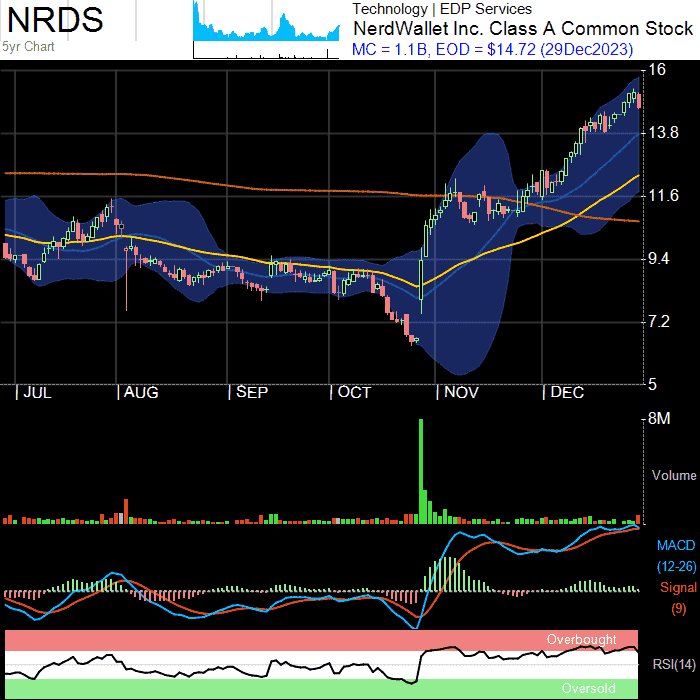 NRDS
5yr Chart
Technology | EDP Services
NerdWallet Inc. Class A Common Stock
MC = 1.1B, EOD = $14.72 (29Dec2023)
16
13.8
11.6
9.4
7.2
5
| JUL | AUG | SEP | OCT | NOV | DEC
8M
Volume
MACD
(12-26)
Signal
(9)
Overbought
RSI(14)
Oversold